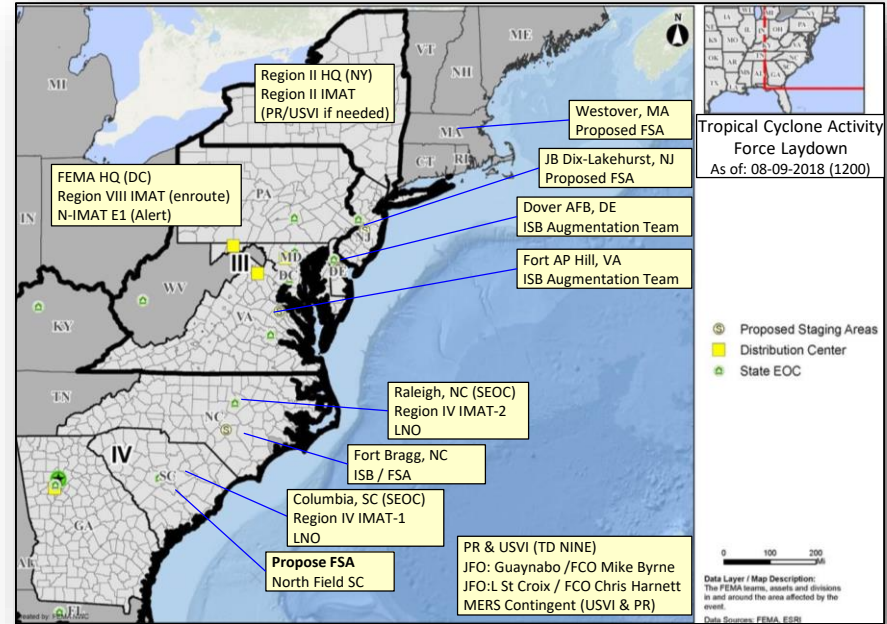 ME
VT
NH
MI
MA
CT
RI
PA
NJ
III
MD
DC
DE
IN
WV
VA
KY
TN
NC
IV
SC
GA
FL
N
Region II HQ (NY)
Region II IMAT
(PR/USVI if needed)
FEMA HQ (DC)
Region VIII IMAT (enroute)
N-IMAT E1 (Alert)
Westover, MA
Proposed FSA
JB Dix-Lakehurst, NJ
Proposed FSA
Dover AFB, DE
ISB Augmentation Team
Fort AP Hill, VA
ISB Augmentation Team
Raleigh, NC (SEOC)
Region IV IMAT-2
LNO
Fort Bragg, NC
ISB / FSA
Columbia, SC (SEOC)
Region IV IMAT-1
LNO
Propose FSA
North Field SC
PR & USVI (TD NINE)
JFO: Guaynabo /FCO Mike Byrne
JFO:L St Croix / FCO Chris Harnett
MERS Contingent (USVI & PR)
Tropical Cyclone Activity
Force Laydown
As of: 08-09-2018 (1200)
Proposed Staging Areas
Distribution Center
State EOC
0 100 200
Data Layer / Map Description:
The FEMA teams, assets and divisions
in and around the area affected by the
event.
Data Sources: FEMA, ESRI